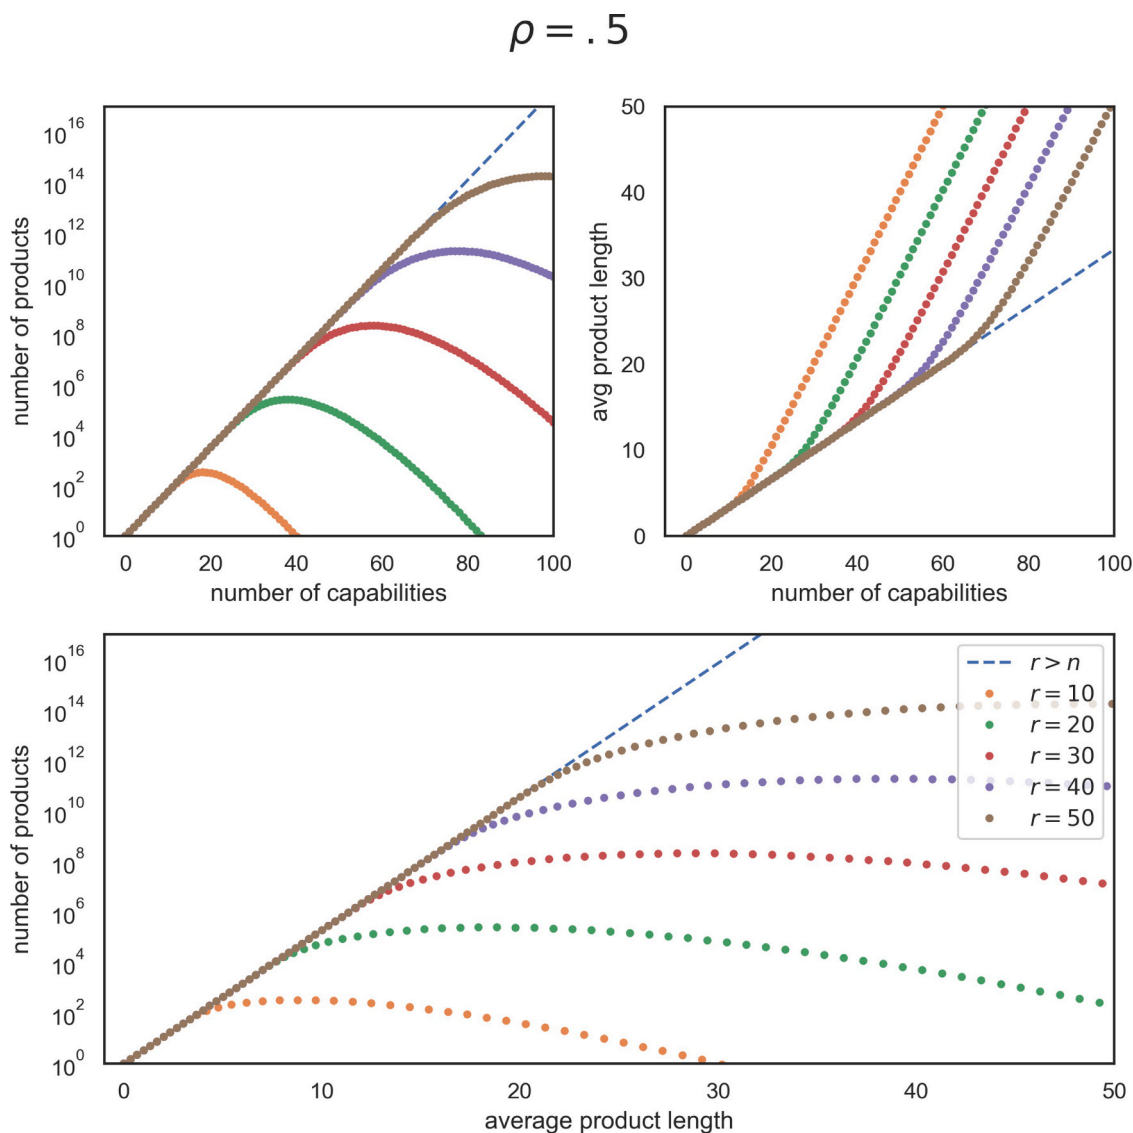 ρ = .5
10^16
10^14
10^12
10^10
10^8
10^6
10^4
10^2
10^0
number of products
0 20 40 60 80 100
number of capabilities
50
40
30
20
10
0
avg product length
0 20 40 60 80 100
number of capabilities
10^16
10^14
10^12
10^10
10^8
10^6
10^4
10^2
10^0
number of products
r > n
r = 10
r = 20
r = 30
r = 40
r = 50
0 10 20 30 40 50
average product length